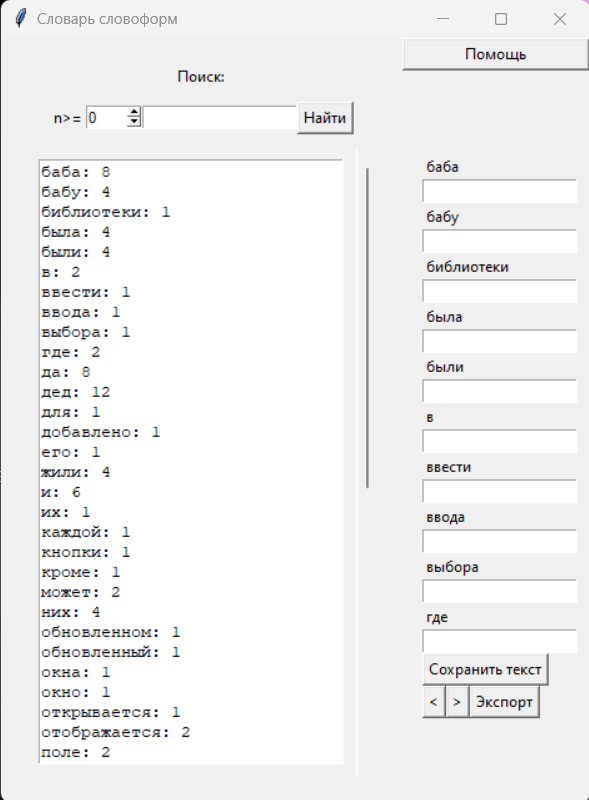 Словарь словоформ
Помощь
Поиск:
n>= 0 Найти
баба: 8
бабу: 4
библиотеки: 1
была: 4
были: 4
в: 2
ввести: 1
ввода: 1
выбора: 1
где: 2
да: 8
дед: 12
для: 1
добавлено: 1
его: 1
жили: 4
и: 6
их: 1
каждой: 1
кнопки: 1
кроме: 1
может: 2
них: 4
обновленном: 1
обновленный: 1
окна: 1
окно: 1
открывается: 1
отображается: 2
поле: 2
баба
бабу
библиотеки
была
были
в
ввести
ввода
выбора
где
Сохранить текст
< > Экспорт